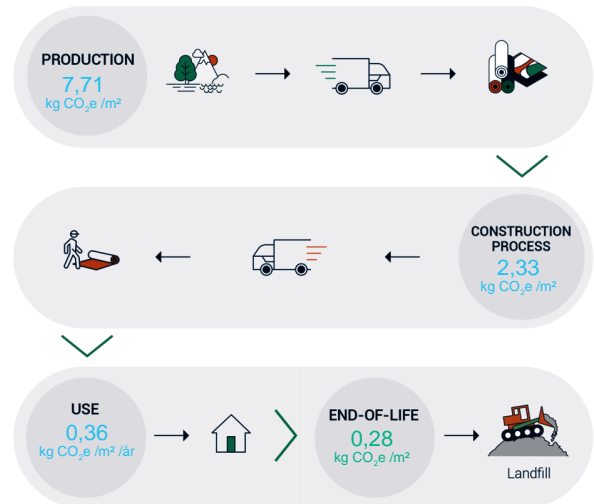 PRODUCTION
7,71
kg CO₂e /m²
CONSTRUCTION
PROCESS
2,33
kg CO₂e /m²
USE
0,36
kg CO₂e /m² /år
END-OF-LIFE
0,28
kg CO₂e /m²
Landfill